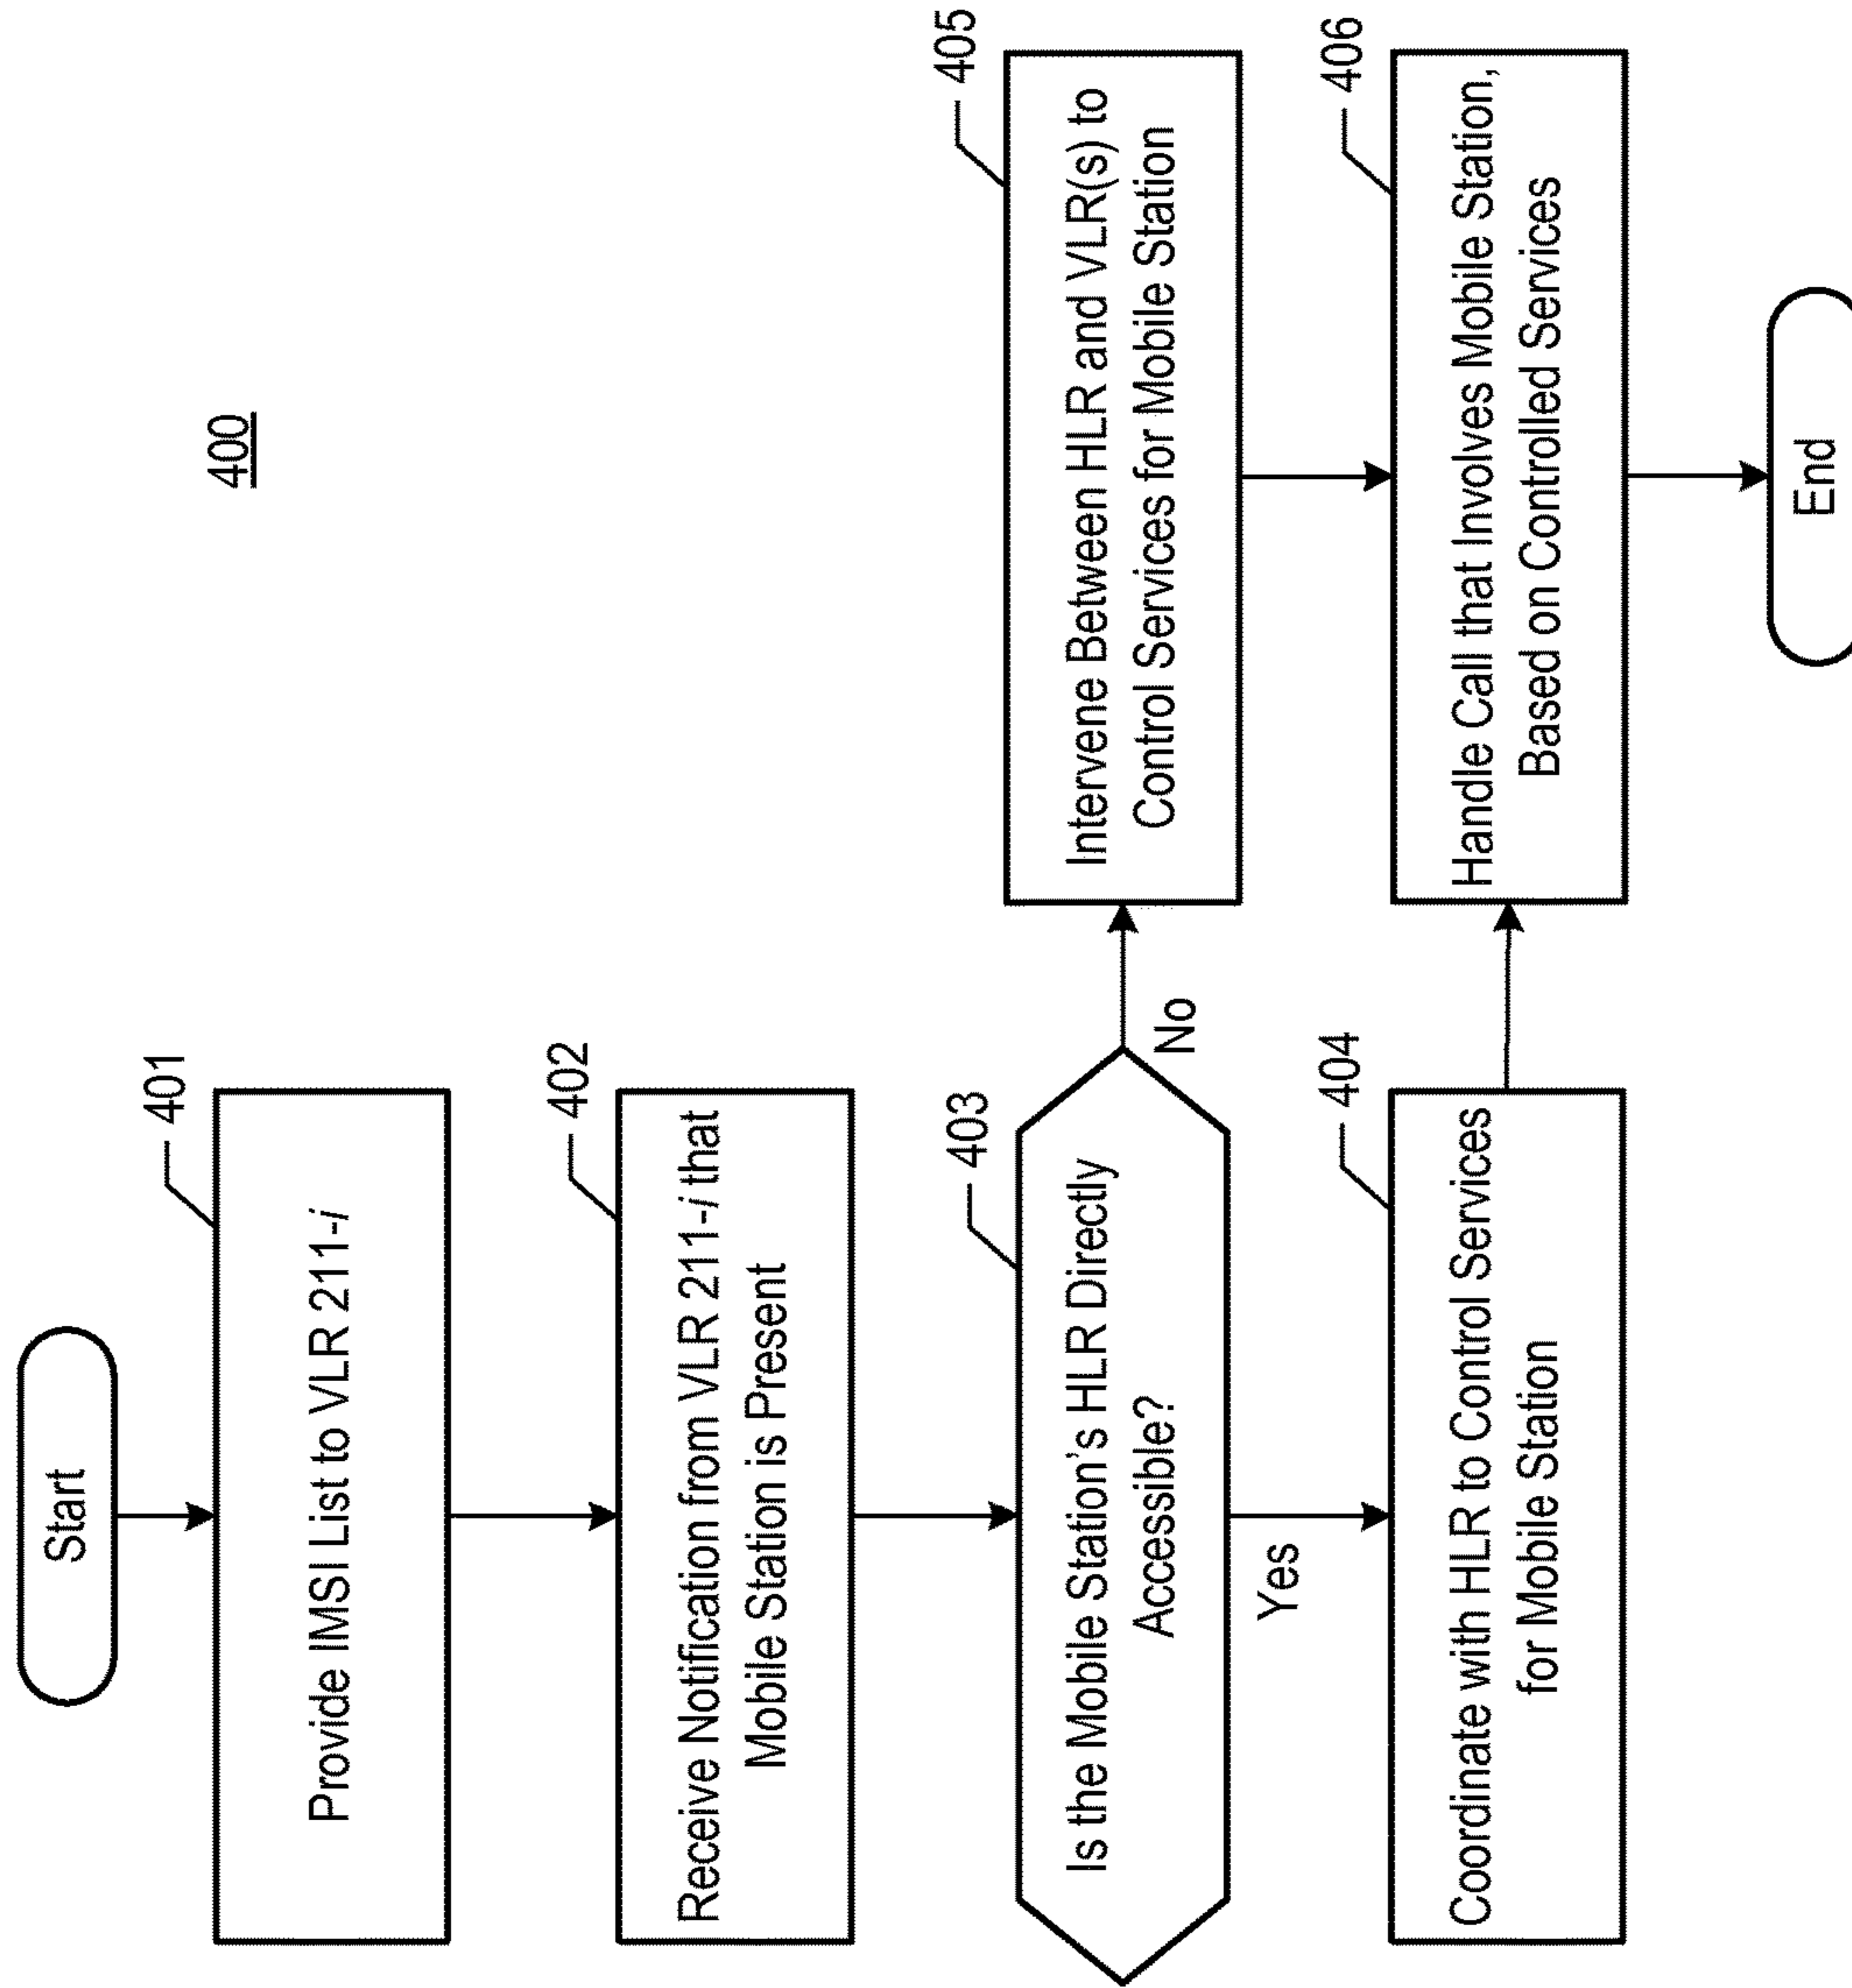 400
Start
401
Provide IMSI List to VLR 211-i
402
Receive Notification from VLR 211-i that
Mobile Station is Present
403
Is the Mobile Station's HLR Directly
Accessible?
No
Yes
404
Coordinate with HLR to Control Services
for Mobile Station
405
Intervene Between HLR and VLR(s) to
Control Services for Mobile Station
406
Handle Call that Involves Mobile Station,
Based on Controlled Services
End